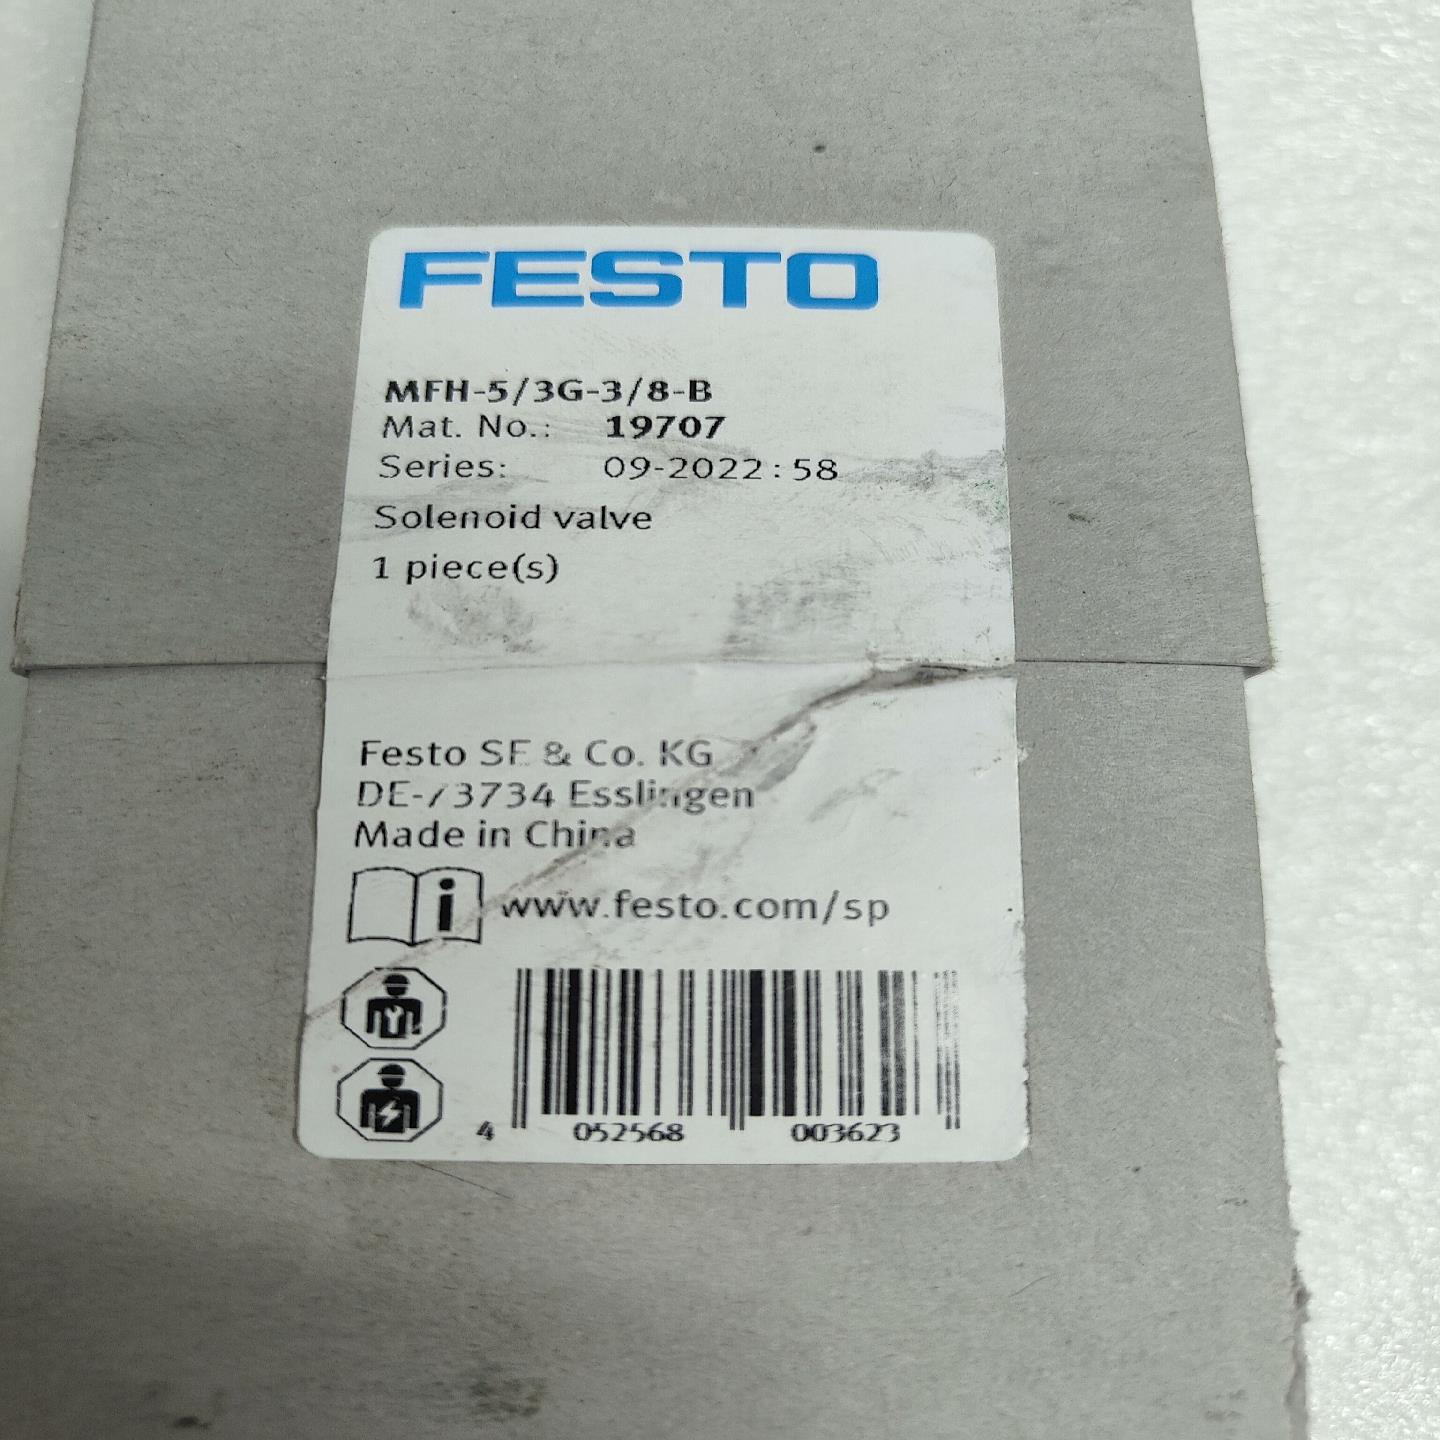 FESTO
MFH-5/3G-3/8-B
Mat. No.: 19707
Series: 09-2022:58
Solenoid valve
1 piece(s)
Festo SE & Co. KG
DE-73734 Esslingen
Made in China
i www.festo.com/sp
4 052568 003623